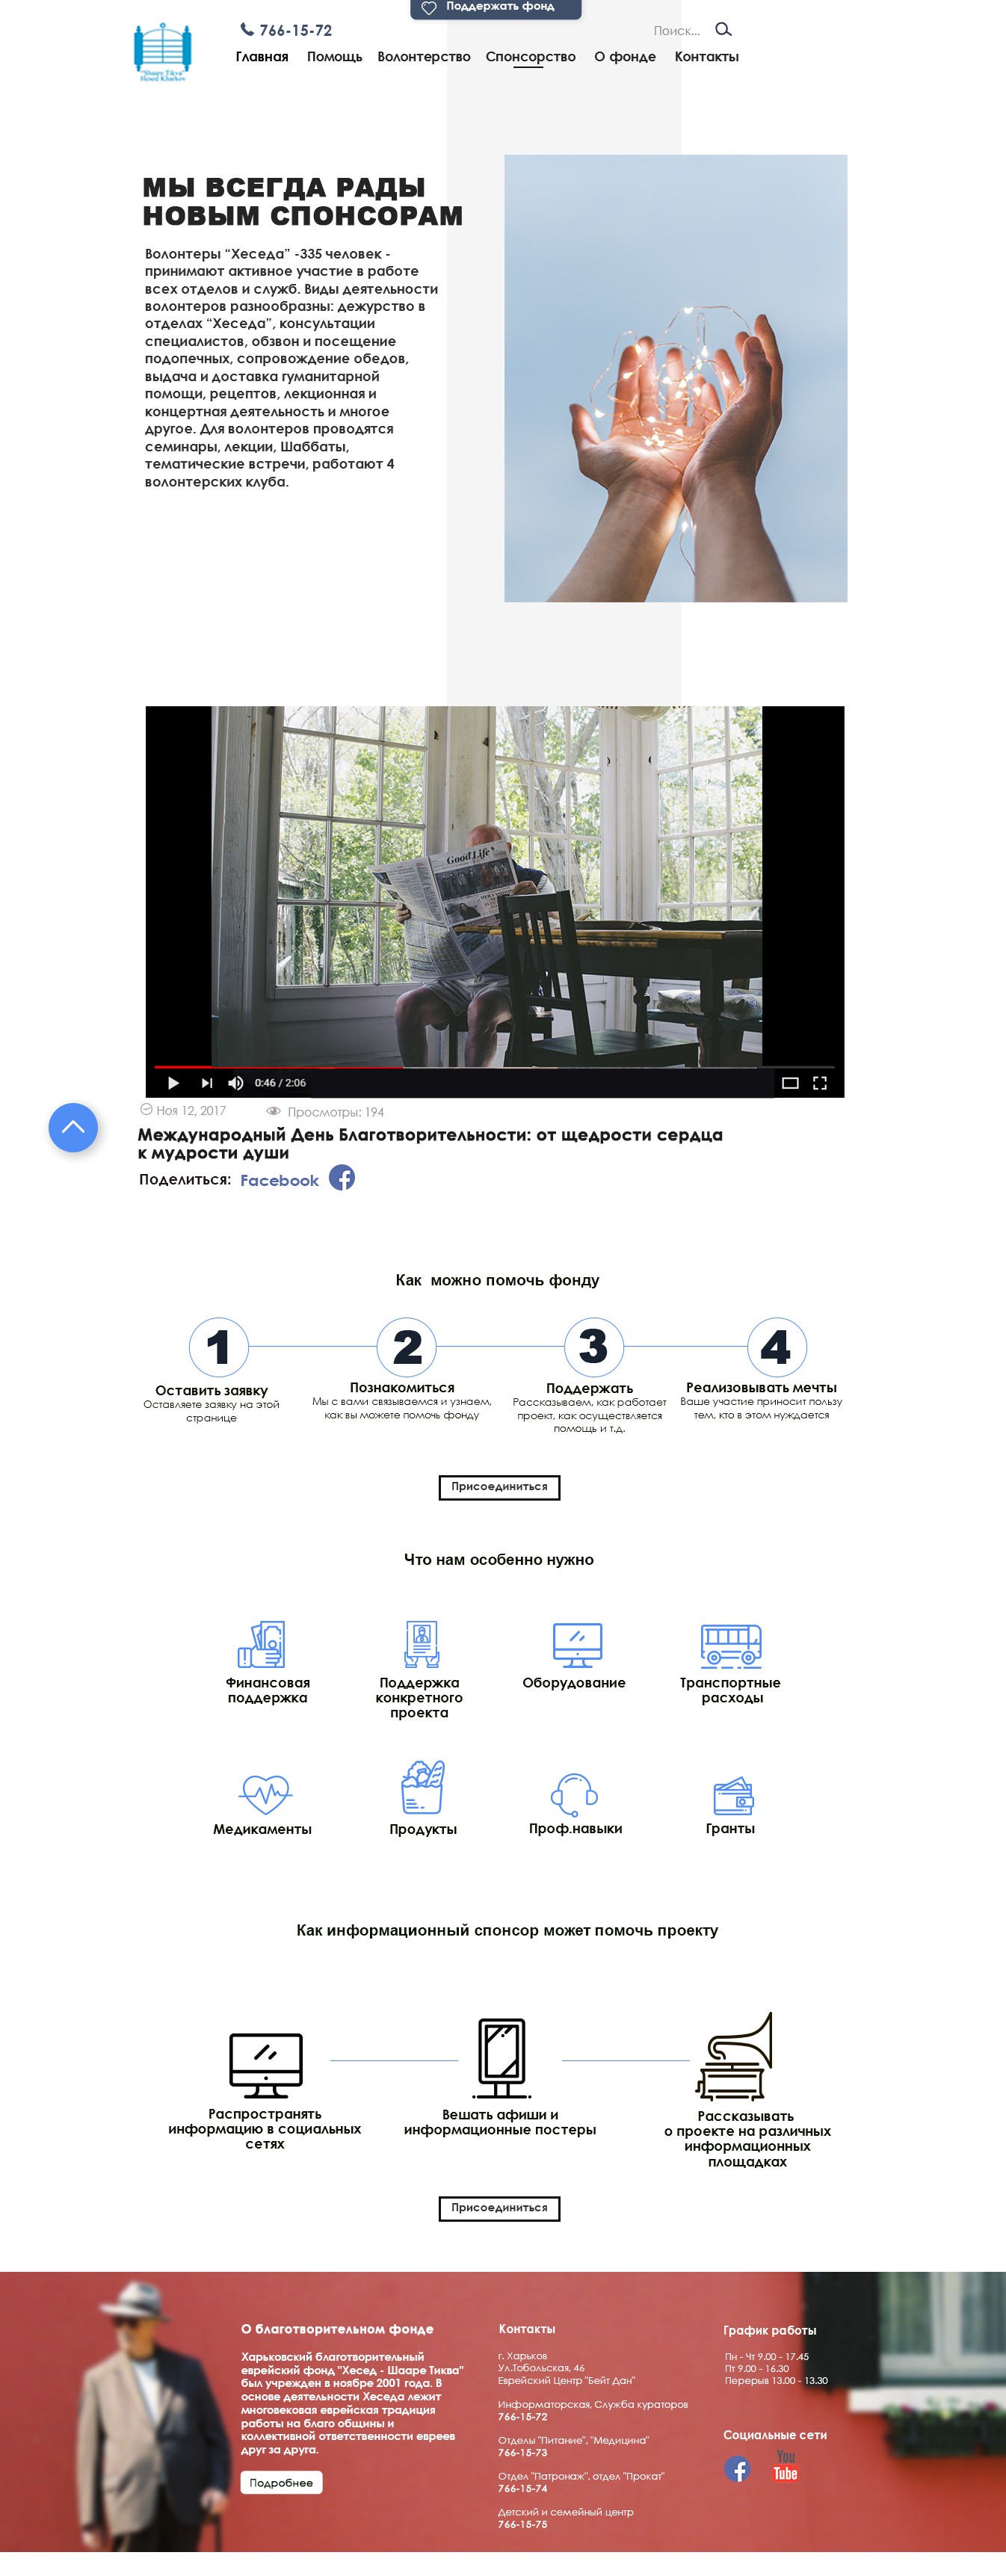 Поддержать фонд
766-15-72
Поиск...
"Shaare Tikva"
Hesed Kharkov
Главная Помощь Волонтерство Спонсорство О фонде Контакты
МЫ ВСЕГДА РАДЫ
НОВЫМ СПОНСОРАМ
Волонтеры “Хеседа” -335 человек -
принимают активное участие в работе
всех отделов и служб. Виды деятельности
волонтеров разнообразны: дежурство в
отделах “Хеседа”, консультации
специалистов, обзвон и посещение
подопечных, сопровождение обедов,
выдача и доставка гуманитарной
помощи, рецептов, лекционная и
концертная деятельность и многое
другое. Для волонтеров проводятся
семинары, лекции, Шаббаты,
тематические встречи, работают 4
волонтерских клуба.
Good Life
0:46 / 2:06
Ноя 12, 2017 Просмотры: 194
Международный День Благотворительности: от щедрости сердца
к мудрости души
Поделиться: Facebook
Как можно помочь фонду
1 2 3 4
Оставить заявку
Оставляете заявку на этой
странице
Познакомиться
Мы с вами связываемся и узнаем,
как вы можете помочь фонду
Поддержать
Рассказываем, как работает
проект, как осуществляется
помощь и т.д.
Реализовывать мечты
Ваше участие приносит пользу
тем, кто в этом нуждается
Присоединиться
Что нам особенно нужно
Финансовая
поддержка
Поддержка
конкретного
проекта
Оборудование
Транспортные
расходы
Медикаменты
Продукты
Проф.навыки
Гранты
Как информационный спонсор может помочь проекту
Распространять
информацию в социальных
сетях
Вешать афиши и
информационные постеры
Рассказывать
о проекте на различных
информационных
площадках
Присоединиться
О благотворительном фонде
Харьковский благотворительный
еврейский фонд "Хесед - Шааре Тиква"
был учрежден в ноябре 2001 года. В
основе деятельности Хеседа лежит
многовековая еврейская традиция
работы на благо общины и
коллективной ответственности евреев
друг за друга.
Подробнее
Контакты
г. Харьков
Ул.Тобольская, 46
Еврейский Центр "Бейт Дан"
Информаторская, Служба кураторов
766-15-72
Отделы "Питание", "Медицина"
766-15-73
Отдел "Патронаж", отдел "Прокат"
766-15-74
Детский и семейный центр
766-15-75
График работы
Пн - Чт 9.00 - 17.45
Пт 9.00 - 16.30
Перерыв 13.00 - 13.30
Социальные сети
You
Tube